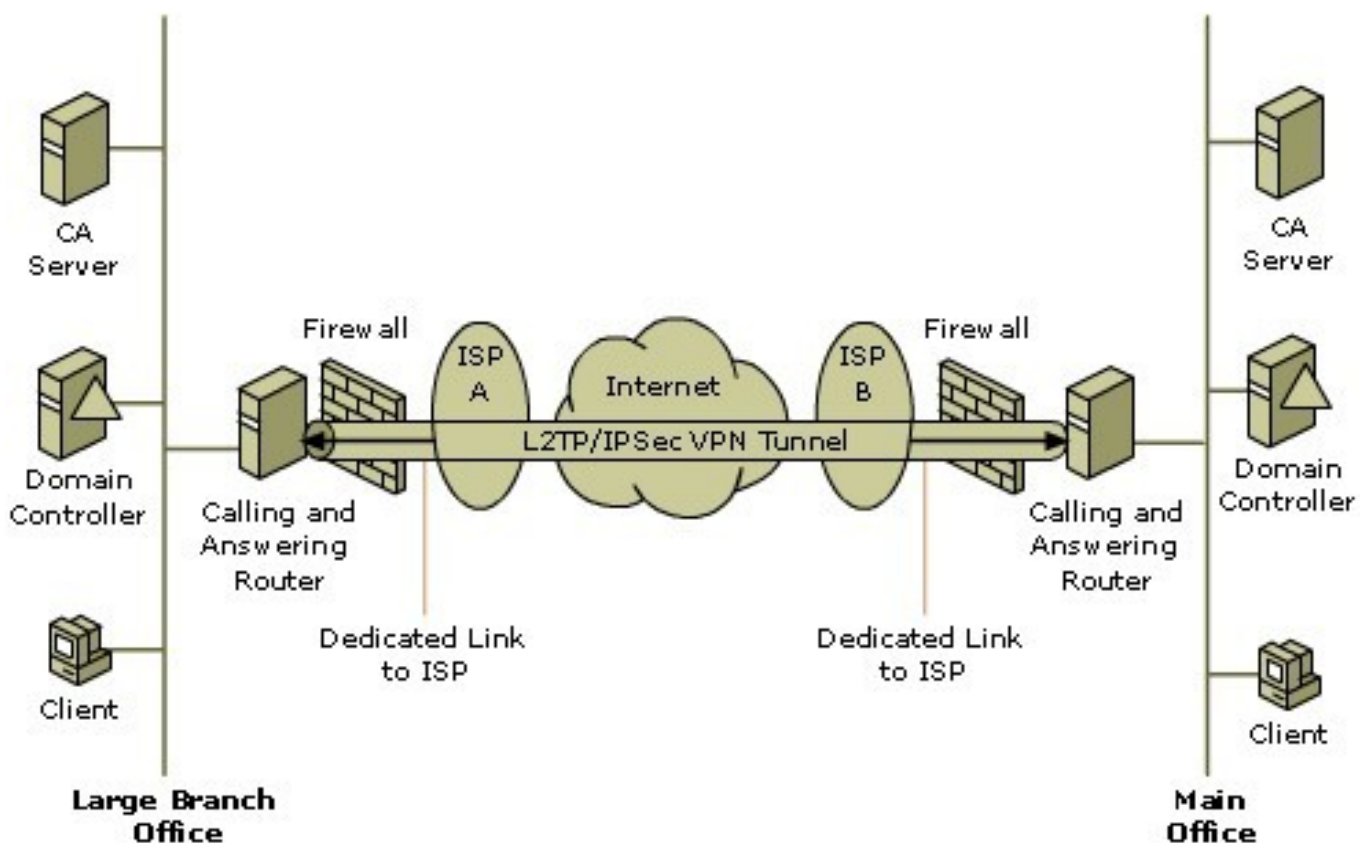 CA
Server
Domain
Controller
Client
Large Branch
Office
Firewall
Calling and
Answering
Router
ISP
A
Dedicated Link
to ISP
Internet
L2TP/IPSec VPN Tunnel
ISP
B
Dedicated Link
to ISP
Firewall
Calling and
Answering
Router
CA
Server
Domain
Controller
Client
Main
Office